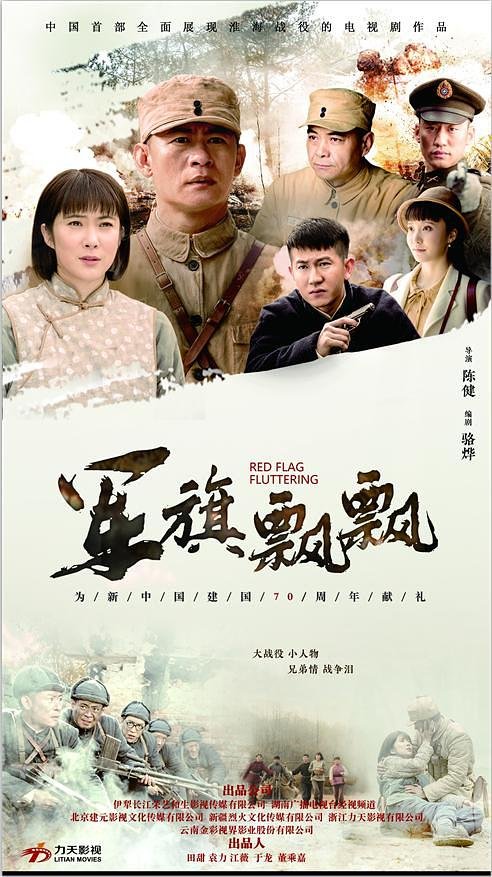 中国首部全面展现淮海战役的电视剧作品
导演 陈健
编剧 骆烨
RED FLAG
FLUTTERING
军旗飘飘
为/新/中/国/建/国/70/周/年/献/礼
大战役 小人物
兄弟情 战争泪
出品公司
伊犁长江荣艺和生影视传媒有限公司 湖南广播电视台经视频道
北京建元影视文化传媒有限公司 新疆烈火文化传媒有限公司 浙江力天影视有限公司
云南金彩视界影业股份有限公司
出品人
田甜 袁力 江薇 于龙 董乘嘉
力天影视
LITIAN MOVIES